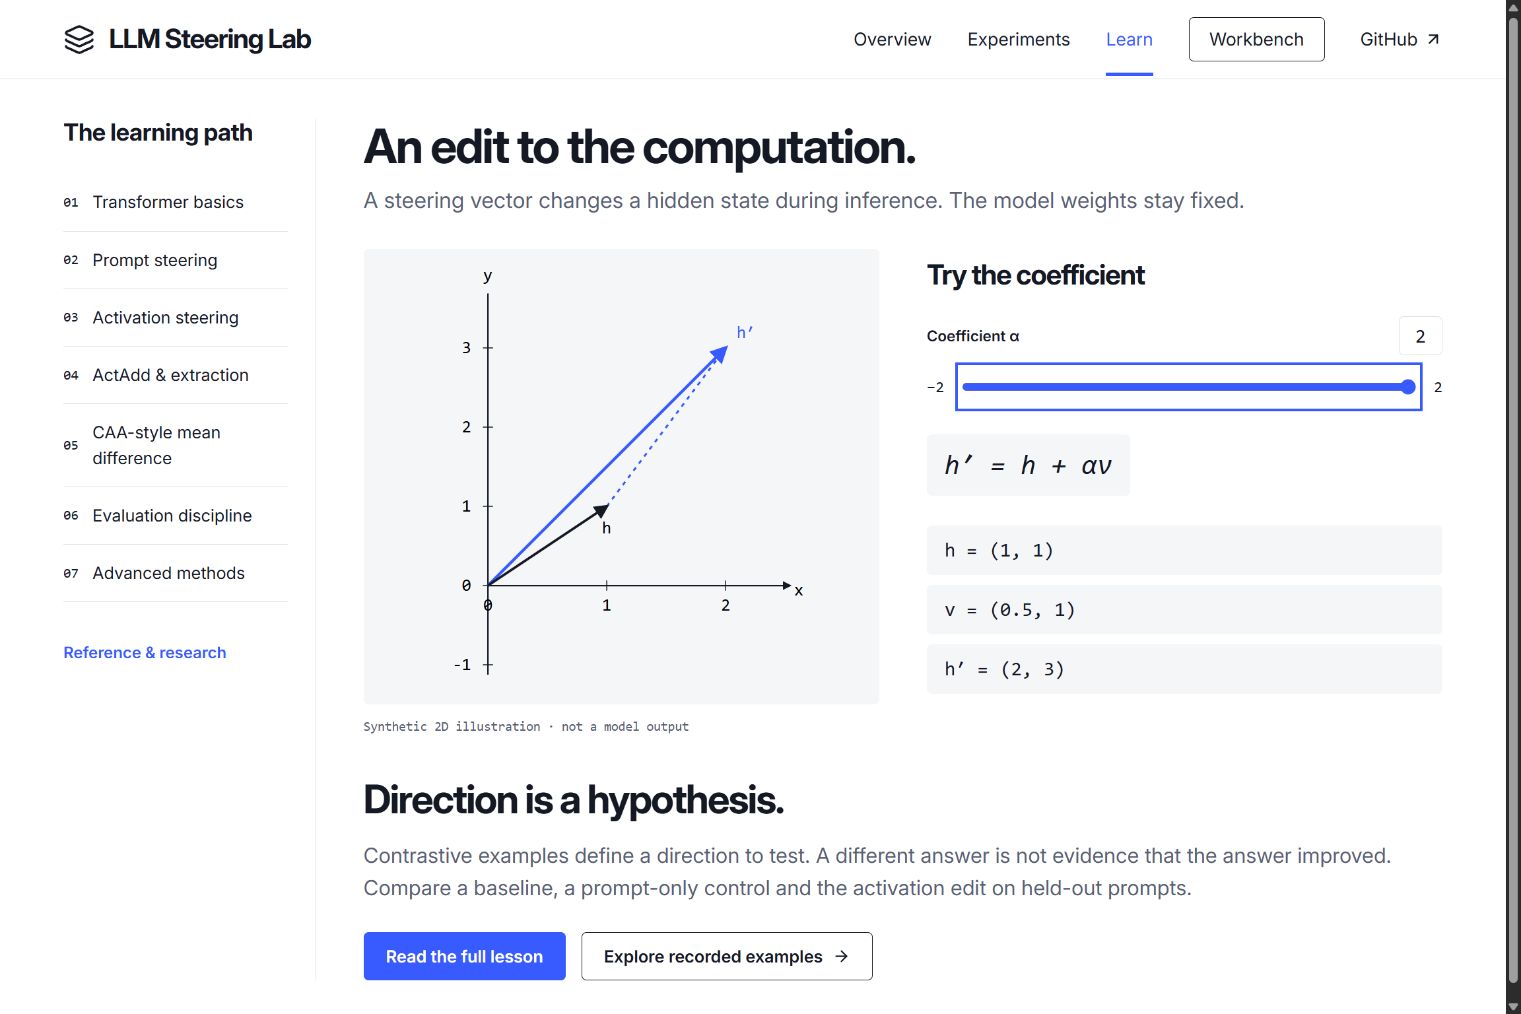 LLM Steering Lab
Overview
Experiments
Learn
Workbench
GitHub ↗
The learning path
01 Transformer basics
02 Prompt steering
03 Activation steering
04 ActAdd & extraction
05 CAA-style mean
difference
06 Evaluation discipline
07 Advanced methods
Reference & research
An edit to the computation.
A steering vector changes a hidden state during inference. The model weights stay fixed.
y
3
h′
2
1
h
0
x
0
1
2
-1
Synthetic 2D illustration · not a model output
Try the coefficient
Coefficient α
2
−2
2
h′ = h + αv
h = (1, 1)
v = (0.5, 1)
h′ = (2, 3)
Direction is a hypothesis.
Contrastive examples define a direction to test. A different answer is not evidence that the answer improved.
Compare a baseline, a prompt-only control and the activation edit on held-out prompts.
Read the full lesson
Explore recorded examples →